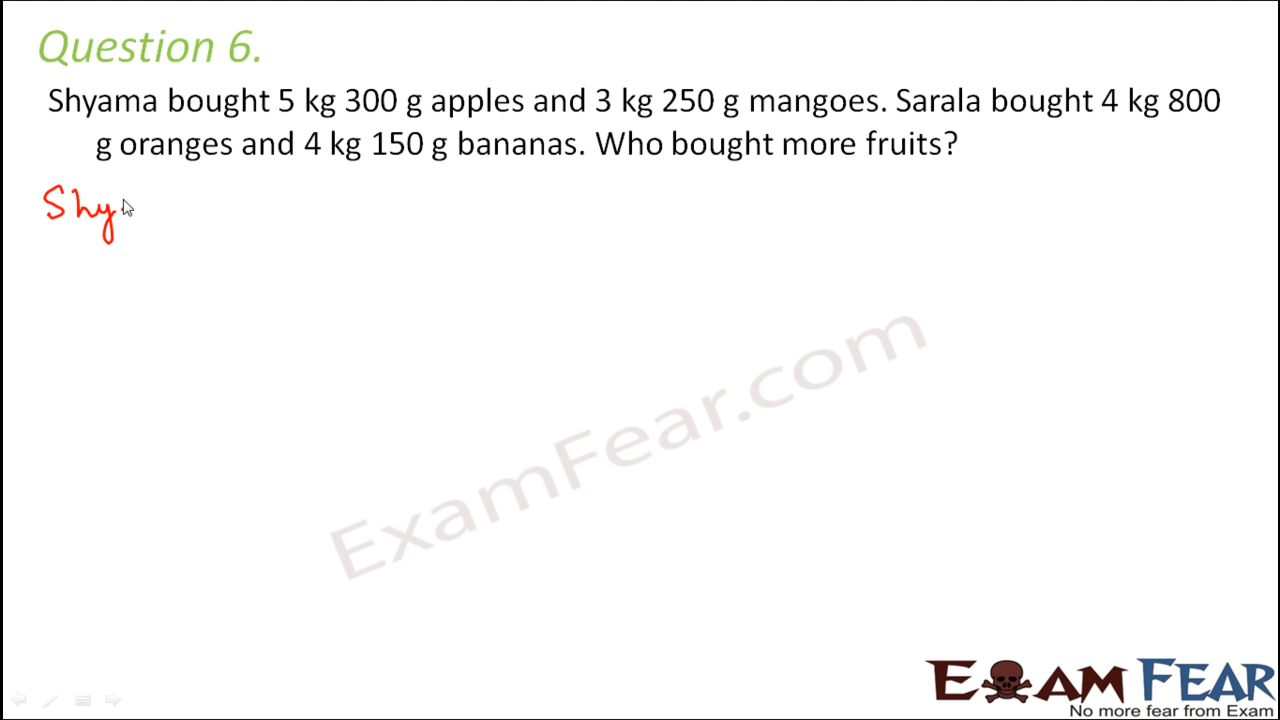 Question 6.
Shyama bought 5 kg 300 g apples and 3 kg 250 g mangoes. Sarala bought 4 kg 800
g oranges and 4 kg 150 g bananas. Who bought more fruits?
Shy
ExamFear.com
EXAM FEAR
No more fear from Exam